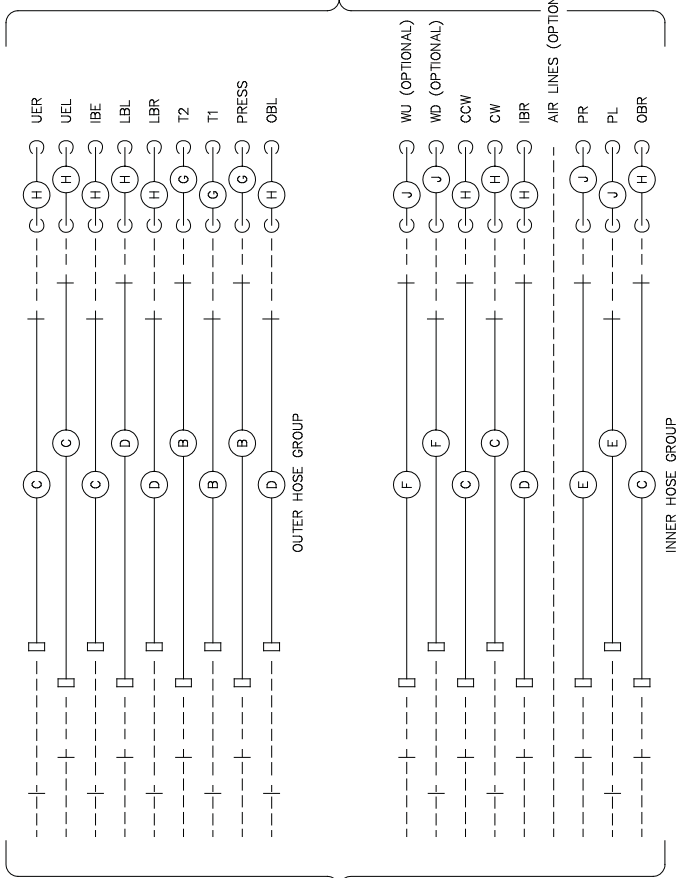 UER
H
C
UEL
H
C
IBE
H
C
LBL
H
D
LBR
H
D
T2
G
B
T1
G
B
PRESS
G
B
OBL
H
D
OUTER HOSE GROUP
WU (OPTIONAL)
J
F
WD (OPTIONAL)
J
F
CCW
H
C
CW
H
C
IBR
H
D
AIR LINES (OPTION
PR
J
E
PL
J
E
OBR
H
C
INNER HOSE GROUP